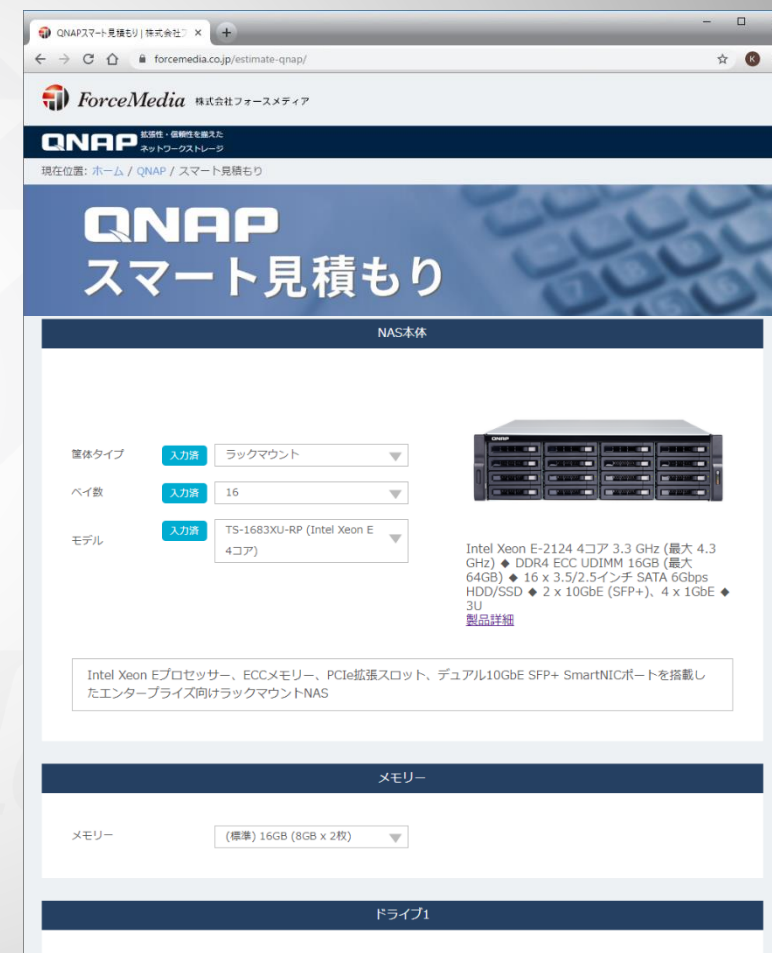 QNAPスマート見積もり | 株式会社フ
forcemedia.co.jp/estimate-qnap/
K
ForceMedia 株式会社フォースメディア
QNAP 拡張性・信頼性を備えた
ネットワークストレージ
現在位置: ホーム / QNAP / スマート見積もり
QNAP
スマート見積もり
NAS本体
筐体タイプ 入力済 ラックマウント
ベイ数 入力済 16
モデル 入力済 TS-1683XU-RP (Intel Xeon E
4コア)
QNAP
Intel Xeon E-2124 4コア 3.3 GHz (最大 4.3
GHz) ◆ DDR4 ECC UDIMM 16GB (最大
64GB) ◆ 16 x 3.5/2.5インチ SATA 6Gbps
HDD/SSD ◆ 2 x 10GbE (SFP+)、4 x 1GbE ◆
3U
製品詳細
Intel Xeon Eプロセッサー、ECCメモリー、PCIe拡張スロット、デュアル10GbE SFP+ SmartNICポートを搭載し
たエンタープライズ向けラックマウントNAS
メモリー
メモリー (標準) 16GB (8GB x 2枚)
ドライブ1